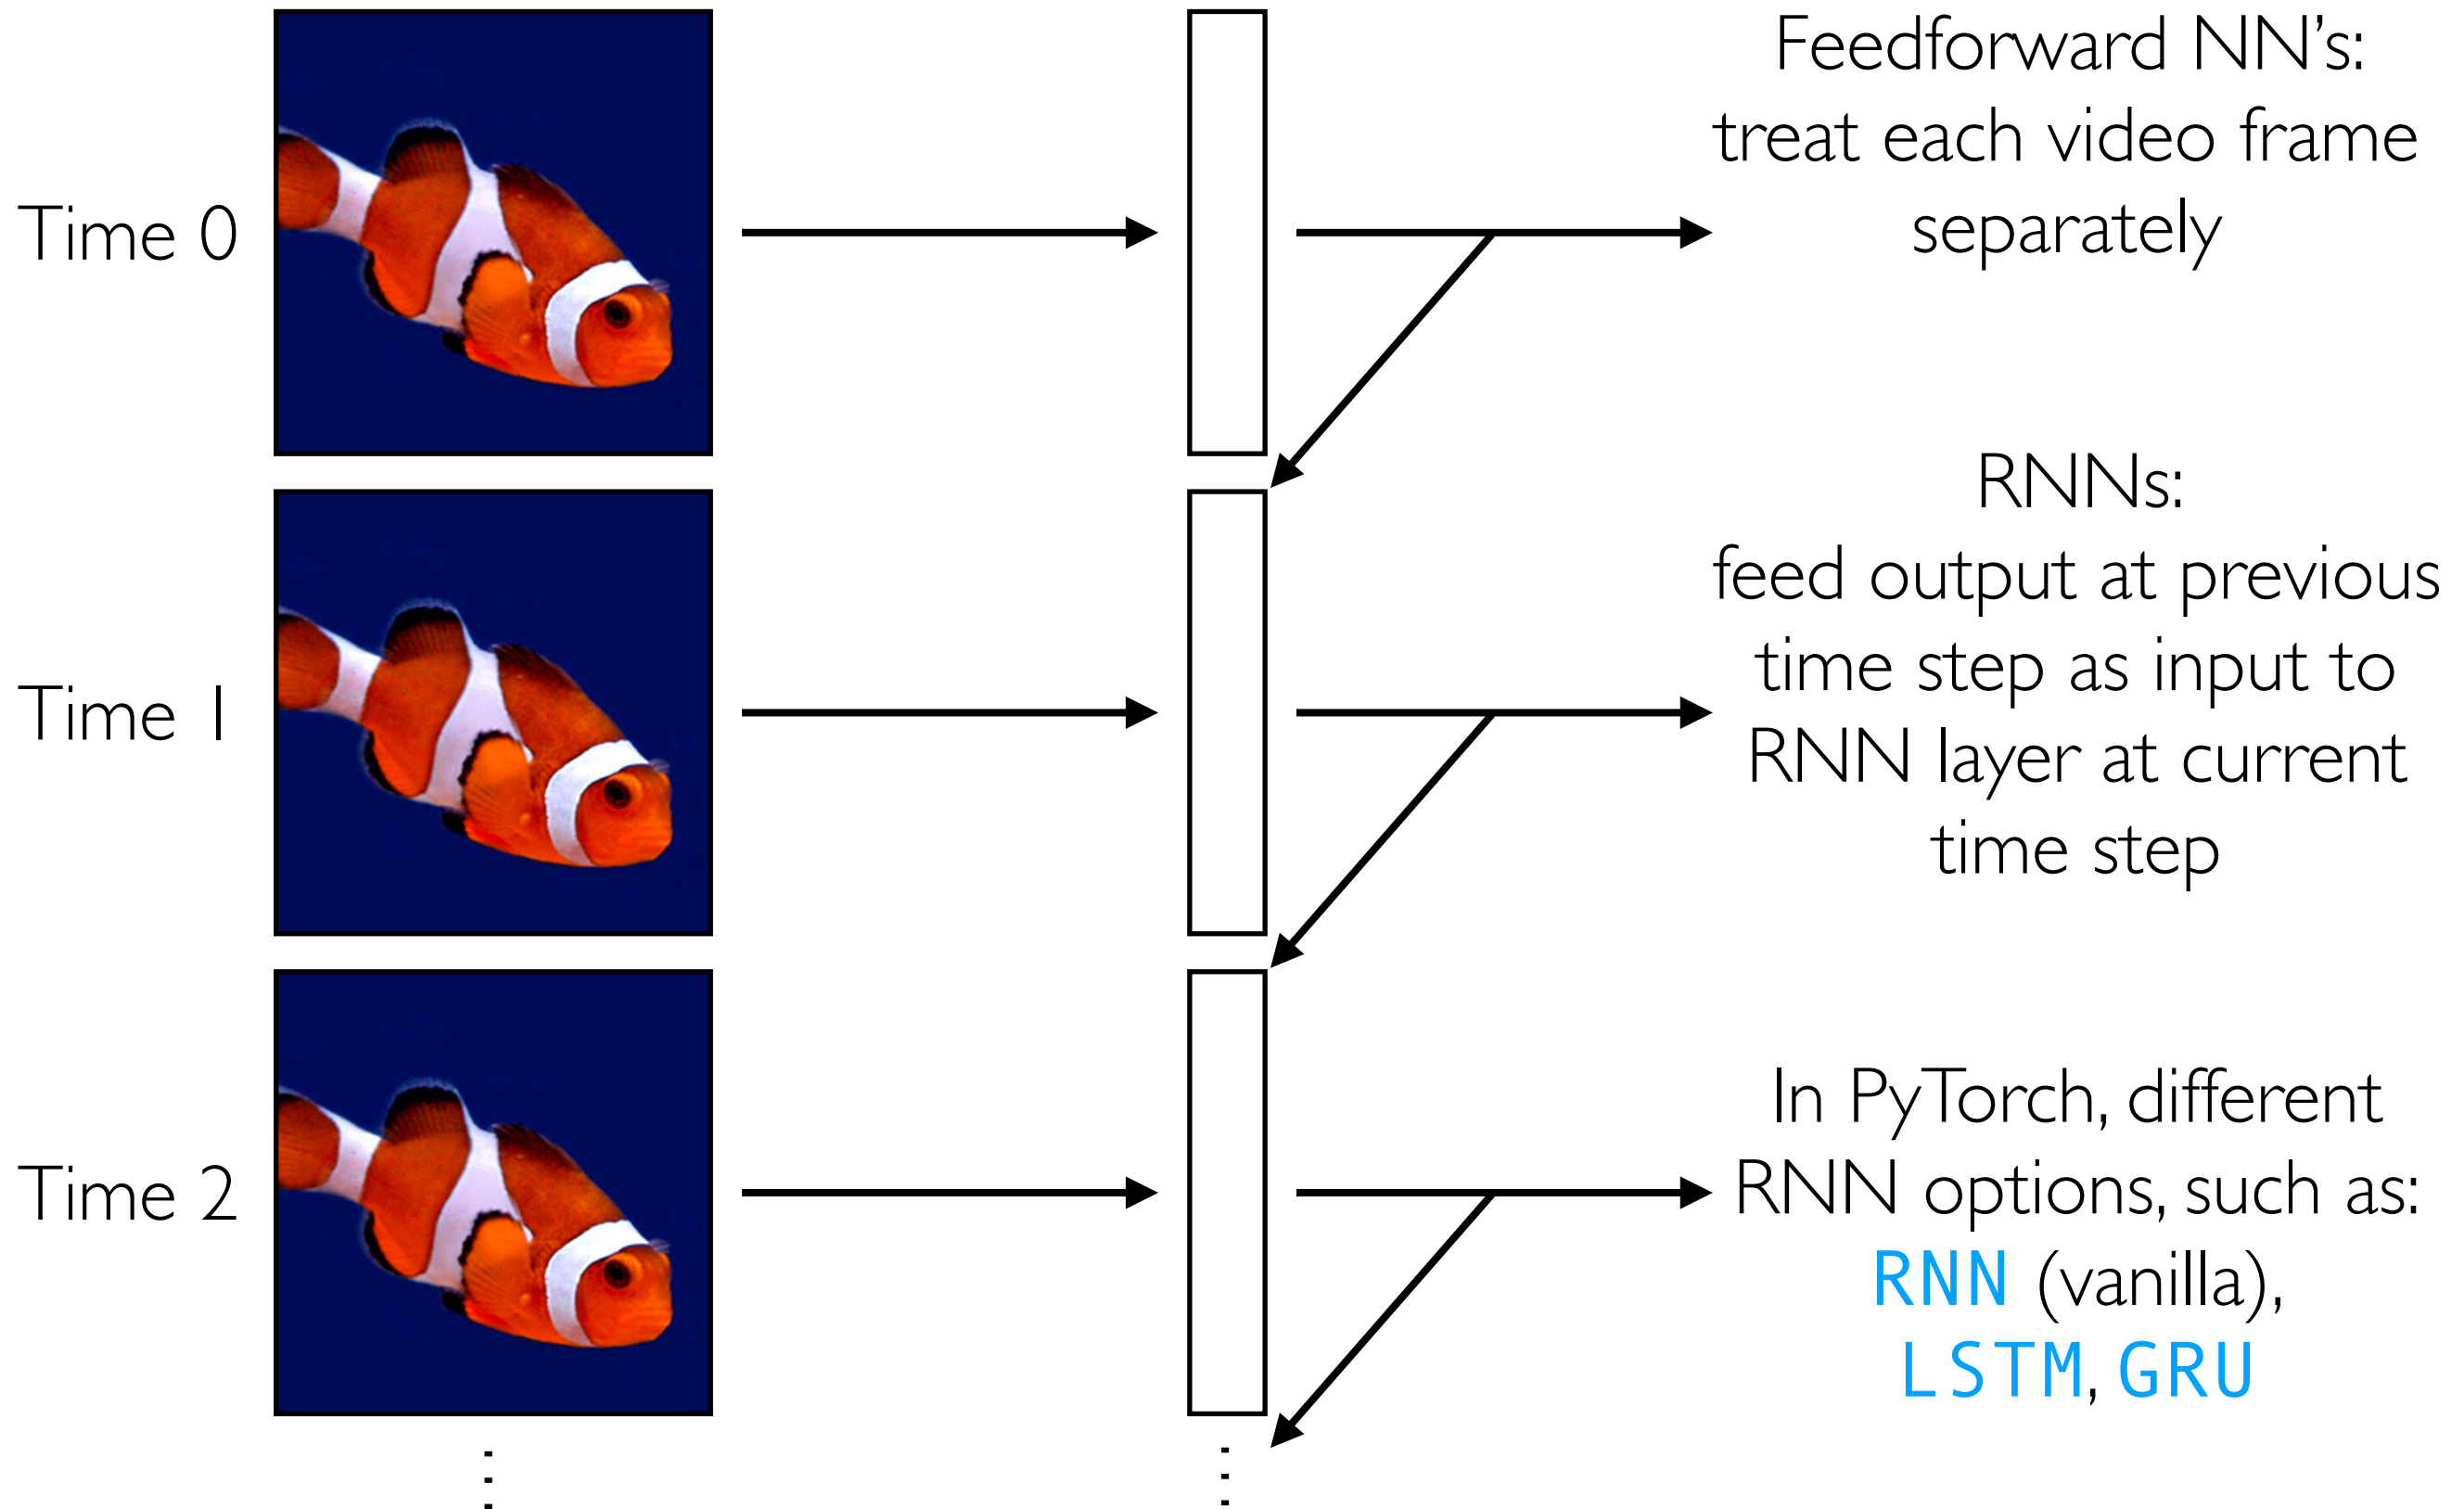 Time 0
Feedforward NN's:
treat each video frame
separately
Time 1
RNNs:
feed output at previous
time step as input to
RNN layer at current
time step
Time 2
In PyTorch, different
RNN options, such as:
RNN (vanilla),
LSTM, GRU